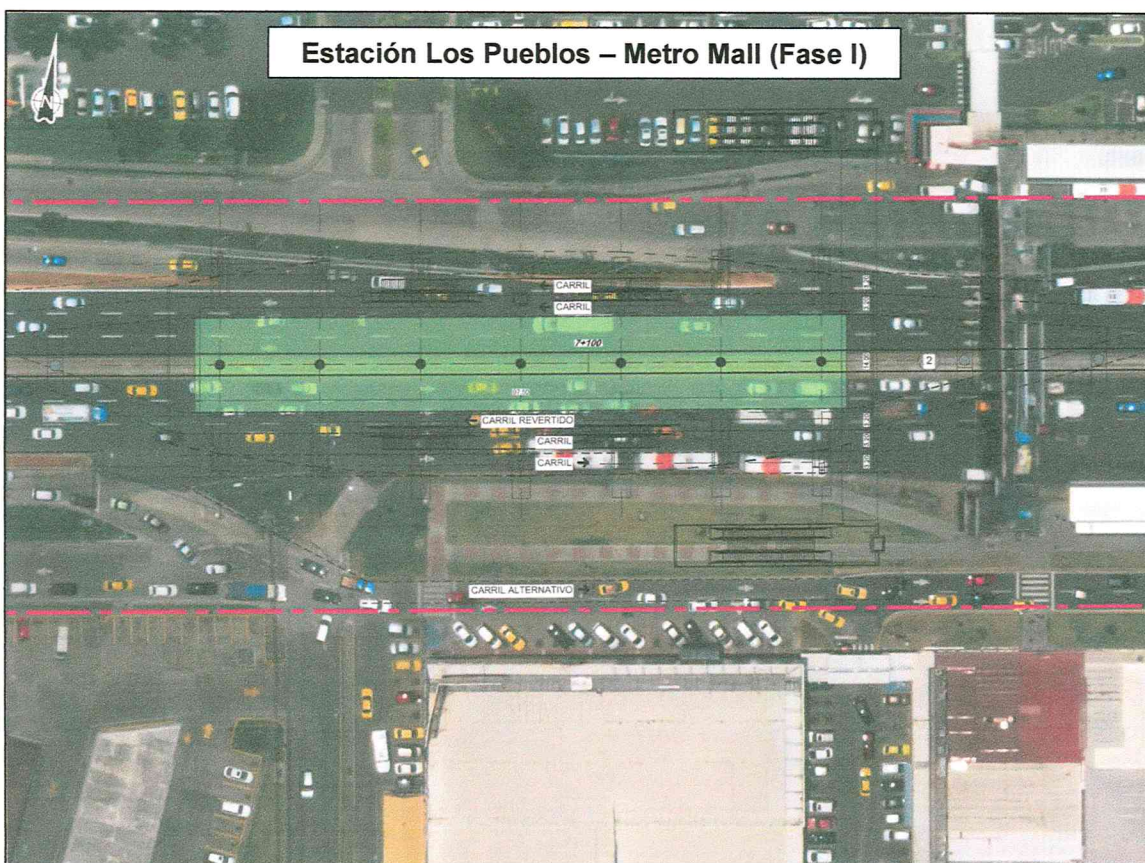 Estación Los Pueblos – Metro Mall (Fase I)
N
CARRIL
CARRIL
7+100
2
CARRIL REVERTIDO
CARRIL
CARRIL
CARRIL ALTERNATIVO